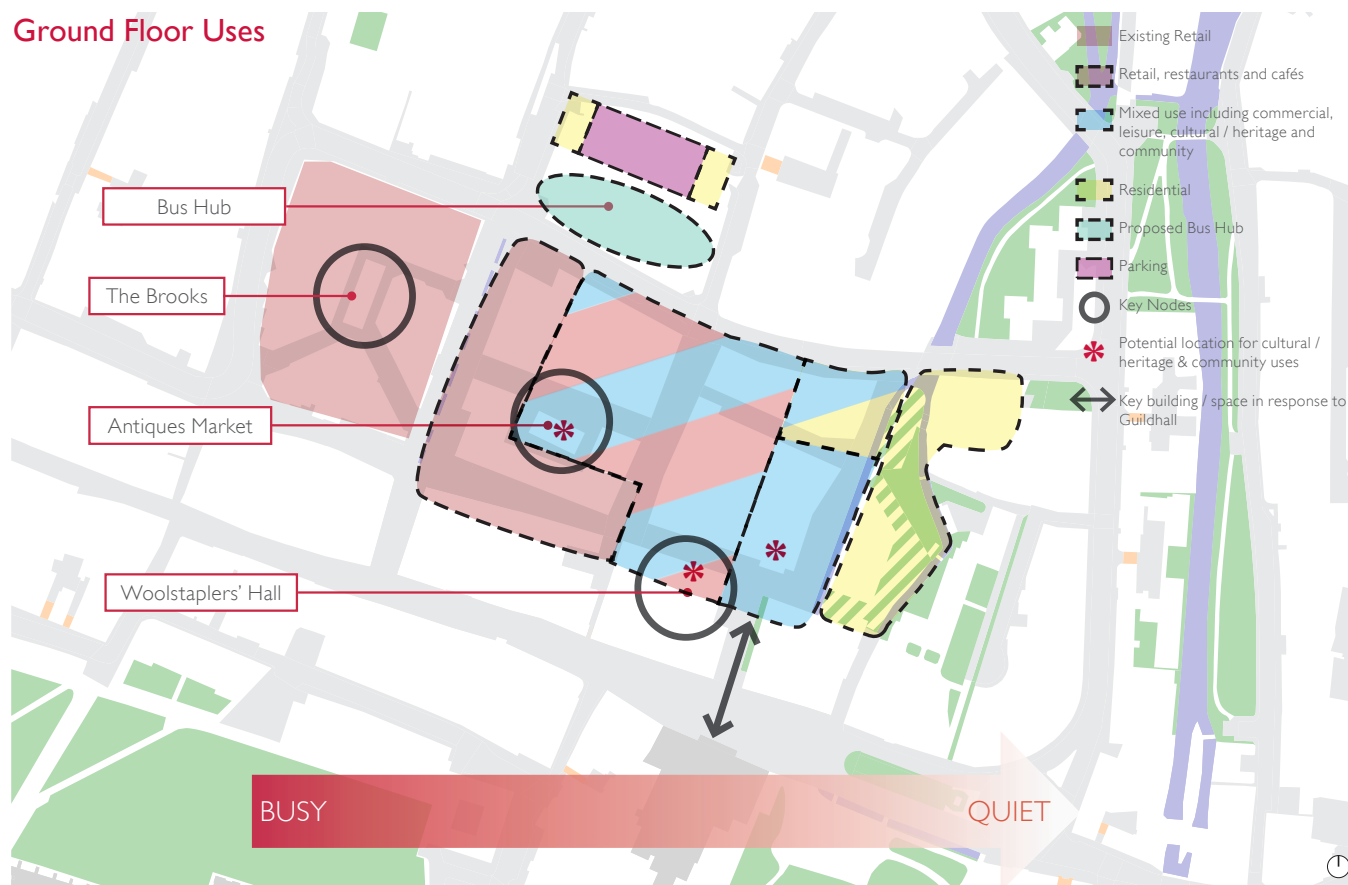 Ground Floor Uses
Existing Retail
Retail, restaurants and cafés
Mixed use including commercial,
leisure, cultural / heritage and
community
Residential
Proposed Bus Hub
Parking
Key Nodes
Potential location for cultural /
heritage & community uses
Key building / space in response to
Guildhall
Bus Hub
The Brooks
Antiques Market
Woolstaplers' Hall
BUSY
QUIET